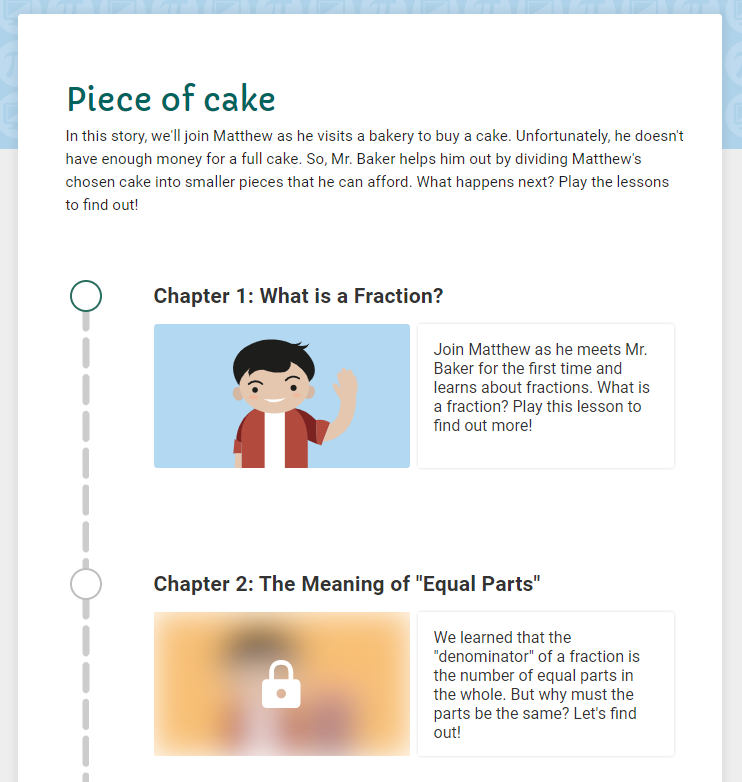 Piece of cake
In this story, we'll join Matthew as he visits a bakery to buy a cake. Unfortunately, he doesn't
have enough money for a full cake. So, Mr. Baker helps him out by dividing Matthew's
chosen cake into smaller pieces that he can afford. What happens next? Play the lessons
to find out!
Chapter 1: What is a Fraction?
Join Matthew as he meets Mr.
Baker for the first time and
learns about fractions. What is
a fraction? Play this lesson to
find out more!
Chapter 2: The Meaning of "Equal Parts"
We learned that the
"denominator" of a fraction is
the number of equal parts in
the whole. But why must the
parts be the same? Let's find
out!